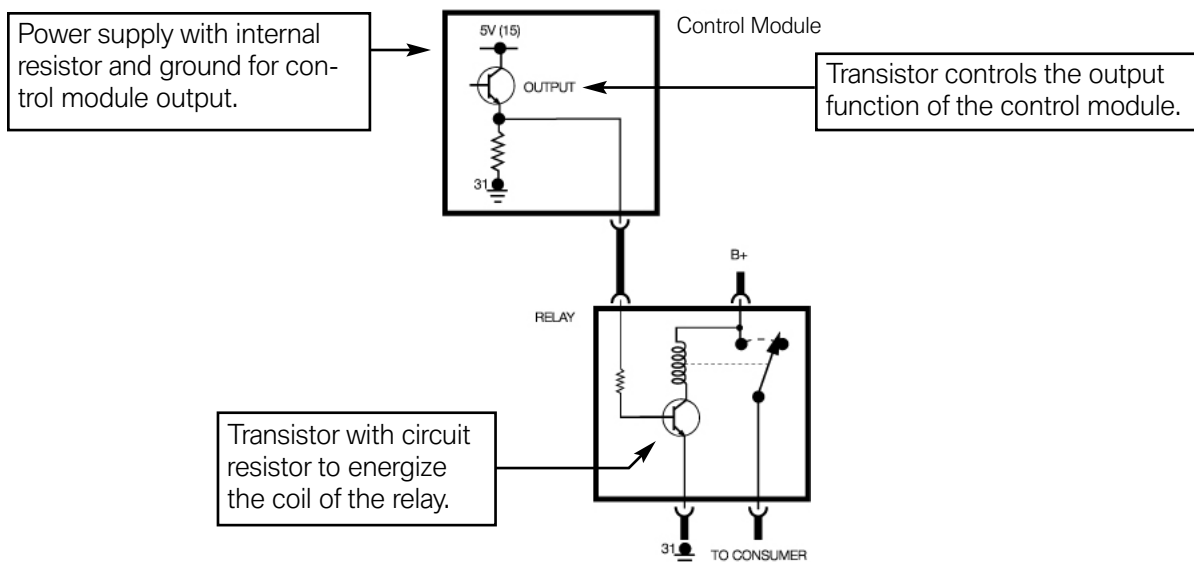 Power supply with internal
resistor and ground for con-
trol module output.
5V (15)
Control Module
OUTPUT
Transistor controls the output
function of the control module.
31
B+
RELAY
Transistor with circuit
resistor to energize
the coil of the relay.
31
TO CONSUMER